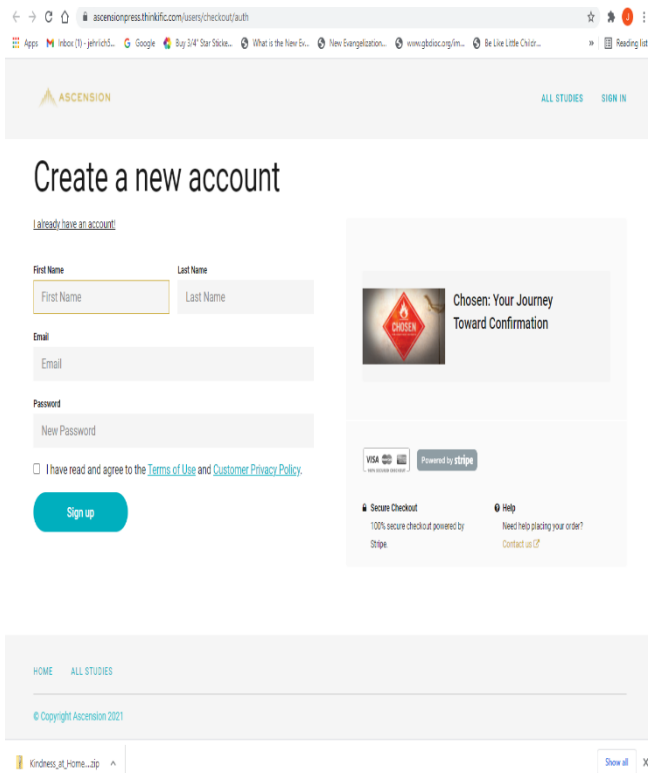 ascensionpress.thinkific.com/users/checkout/auth
Apps Inbox (1) - jehrich5... Google Buy 3/4" Star Sticke... What is the New Ev... New Evangelization... www.gbdioc.org/im... Be Like Little Childr... » Reading list
ASCENSION
ALL STUDIES SIGN IN
Create a new account
I already have an account!
First Name Last Name
First Name Last Name
Email
Email
Password
New Password
I have read and agree to the Terms of Use and Customer Privacy Policy.
Sign up
CHOSEN
Chosen: Your Journey
Toward Confirmation
VISA
Powered by stripe
Secure Checkout
100% secure checkout powered by
Stripe.
Help
Need help placing your order?
Contact us
HOME ALL STUDIES
© Copyright Ascension 2021
Kindness_at_Home....zip
Show all X